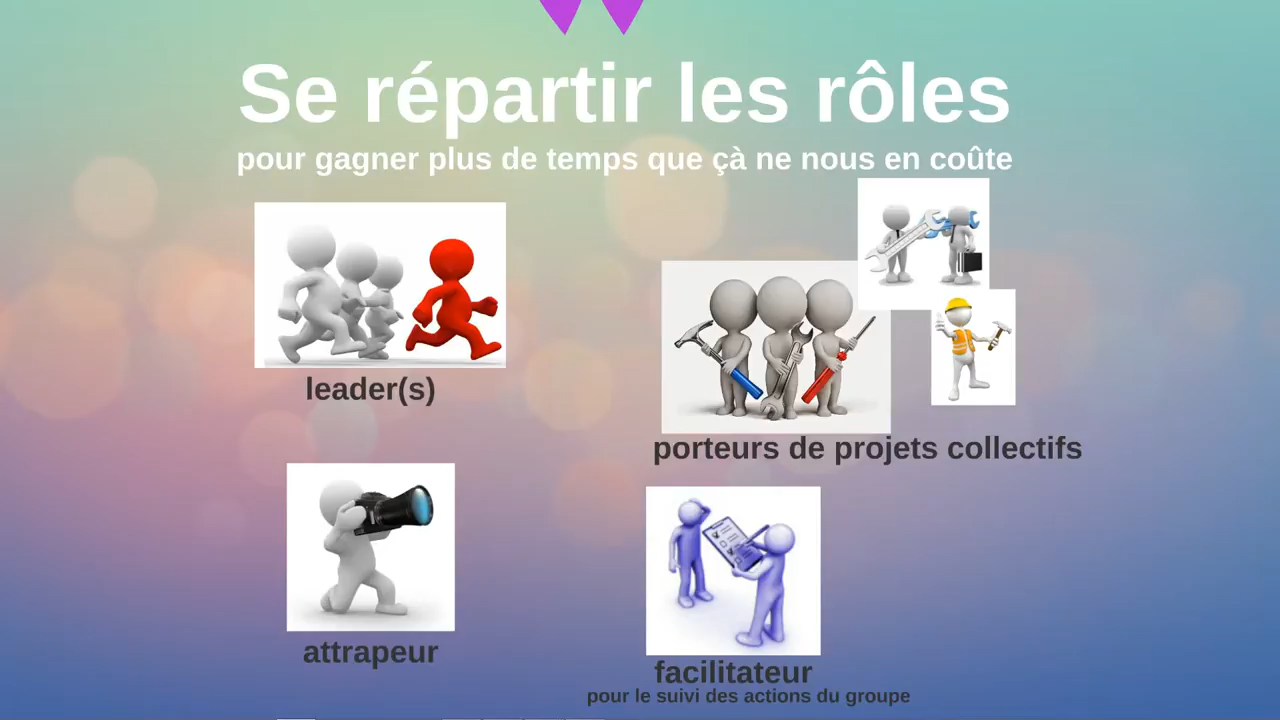 Se répartir les rôles
pour gagner plus de temps que çà ne nous en coûte
leader(s)
porteurs de projets collectifs
attrapeur
facilitateur
pour le suivi des actions du groupe